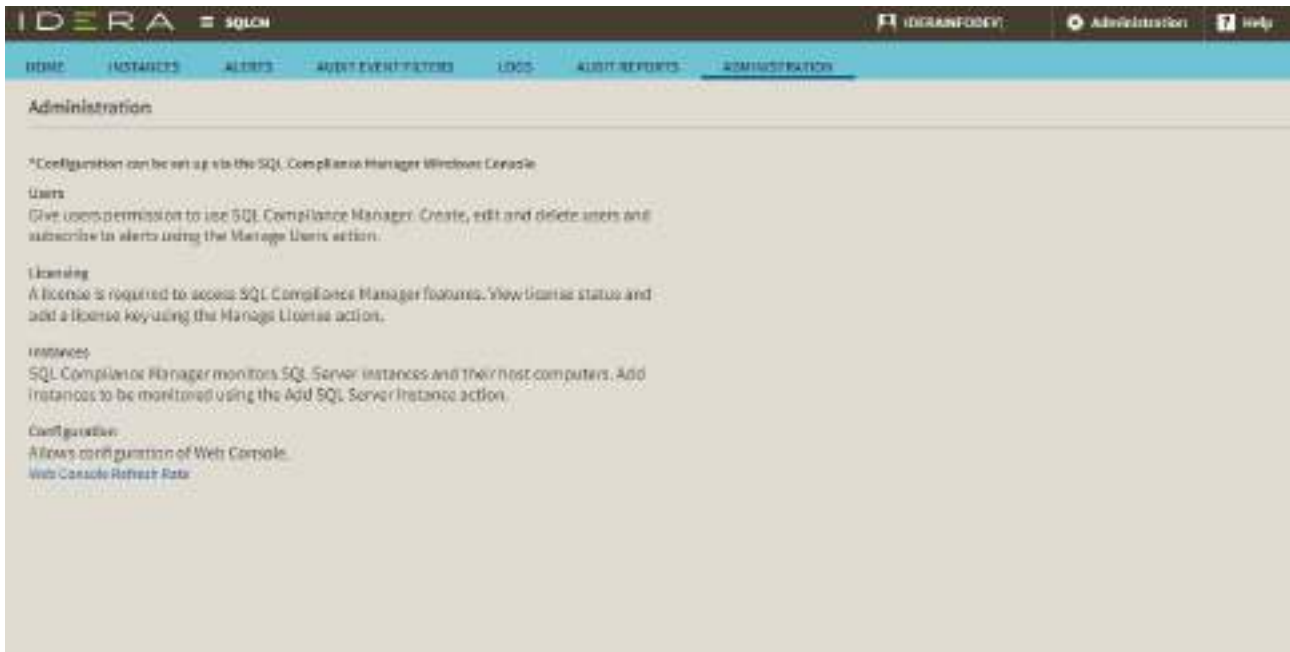 IDERA
SQLCM
Administration
Help
HOME
INSTANCES
ALERTS
AUDIT EVENT FILTERS
LOGS
AUDIT REPORTS
ADMINISTRATION
Administration
*Configuration can be set up via the SQL Compliance Manager Windows Console
Users
Give users permission to use SQL Compliance Manager. Create, edit and delete users and
subscribe to alerts using the Manage Users action.
Licensing
A license is required to access SQL Compliance Manager features. View license status and
add a license key using the Manage License action.
Instances
SQL Compliance Manager monitors SQL Server instances and their host computers. Add
instances to be monitored using the Add SQL Server Instance action.
Configuration
Allows configuration of Web Console.
Web Console Refresh Rate